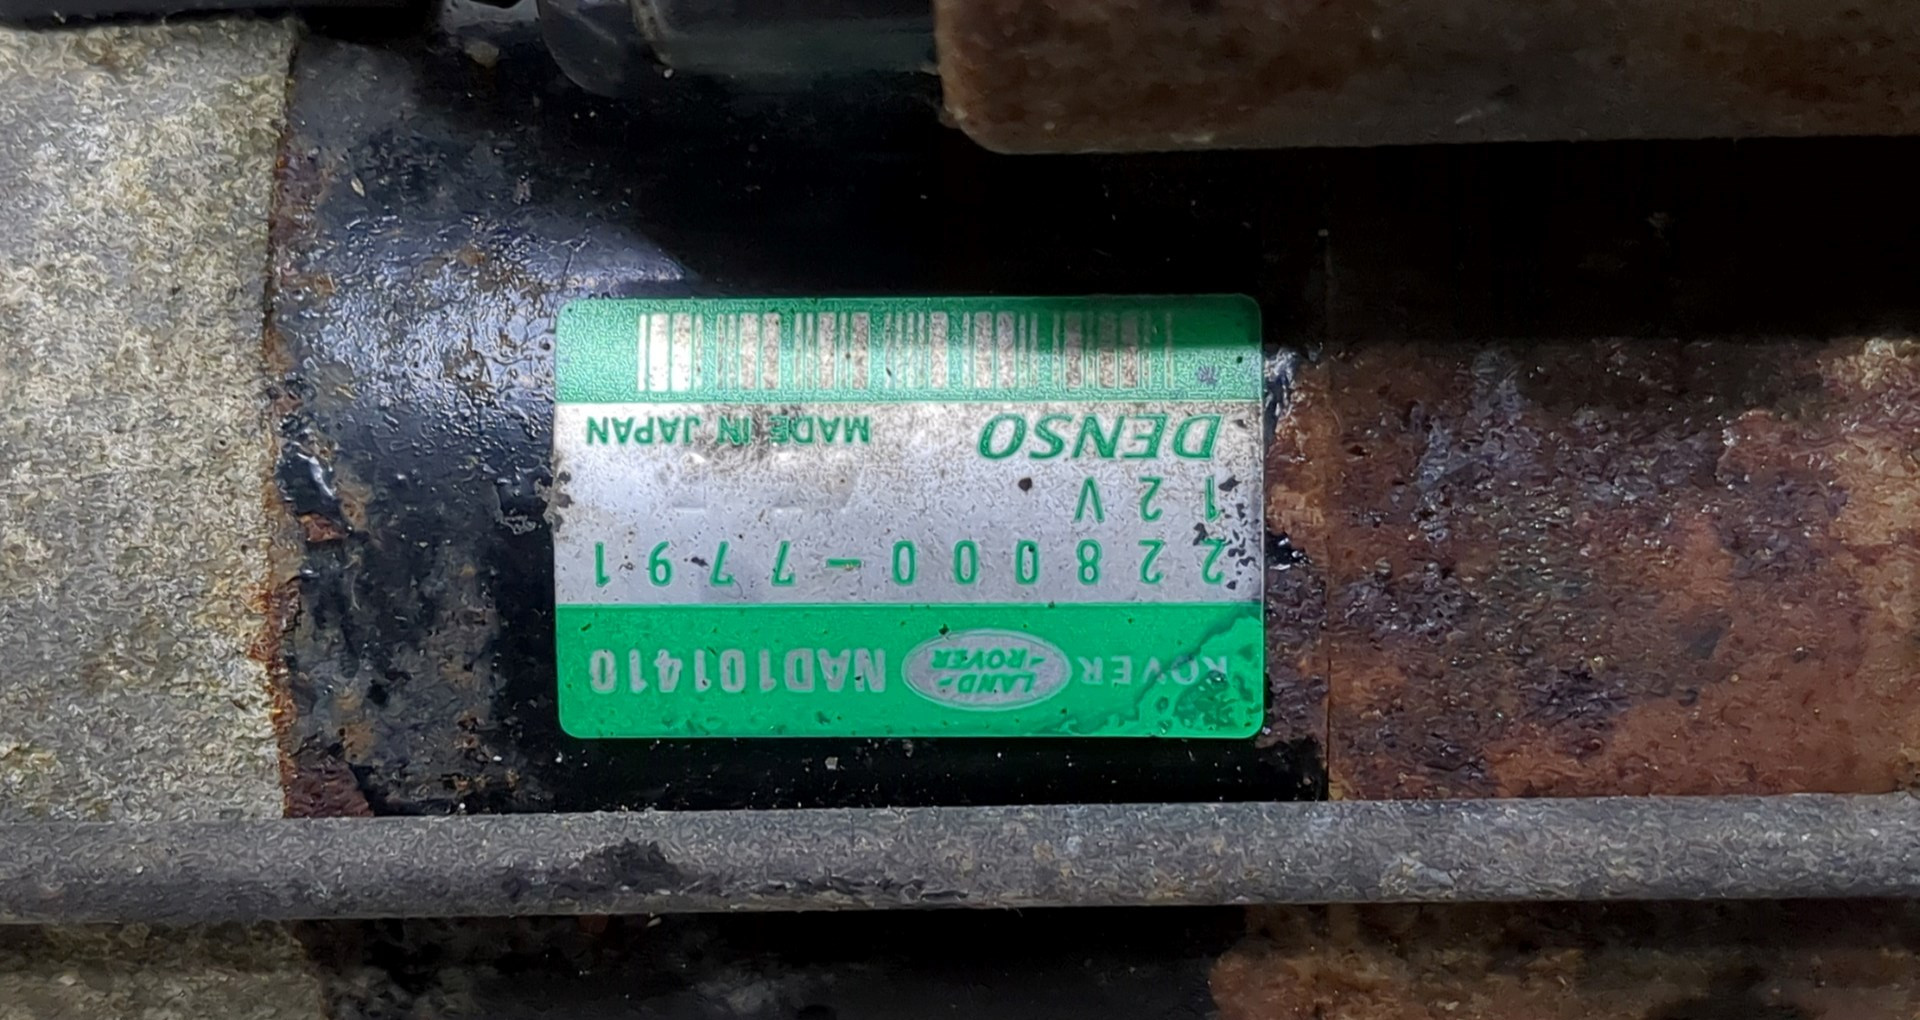 ROVER LAND-ROVER NAD101410
228000-7791
12V
DENSO MADE IN JAPAN